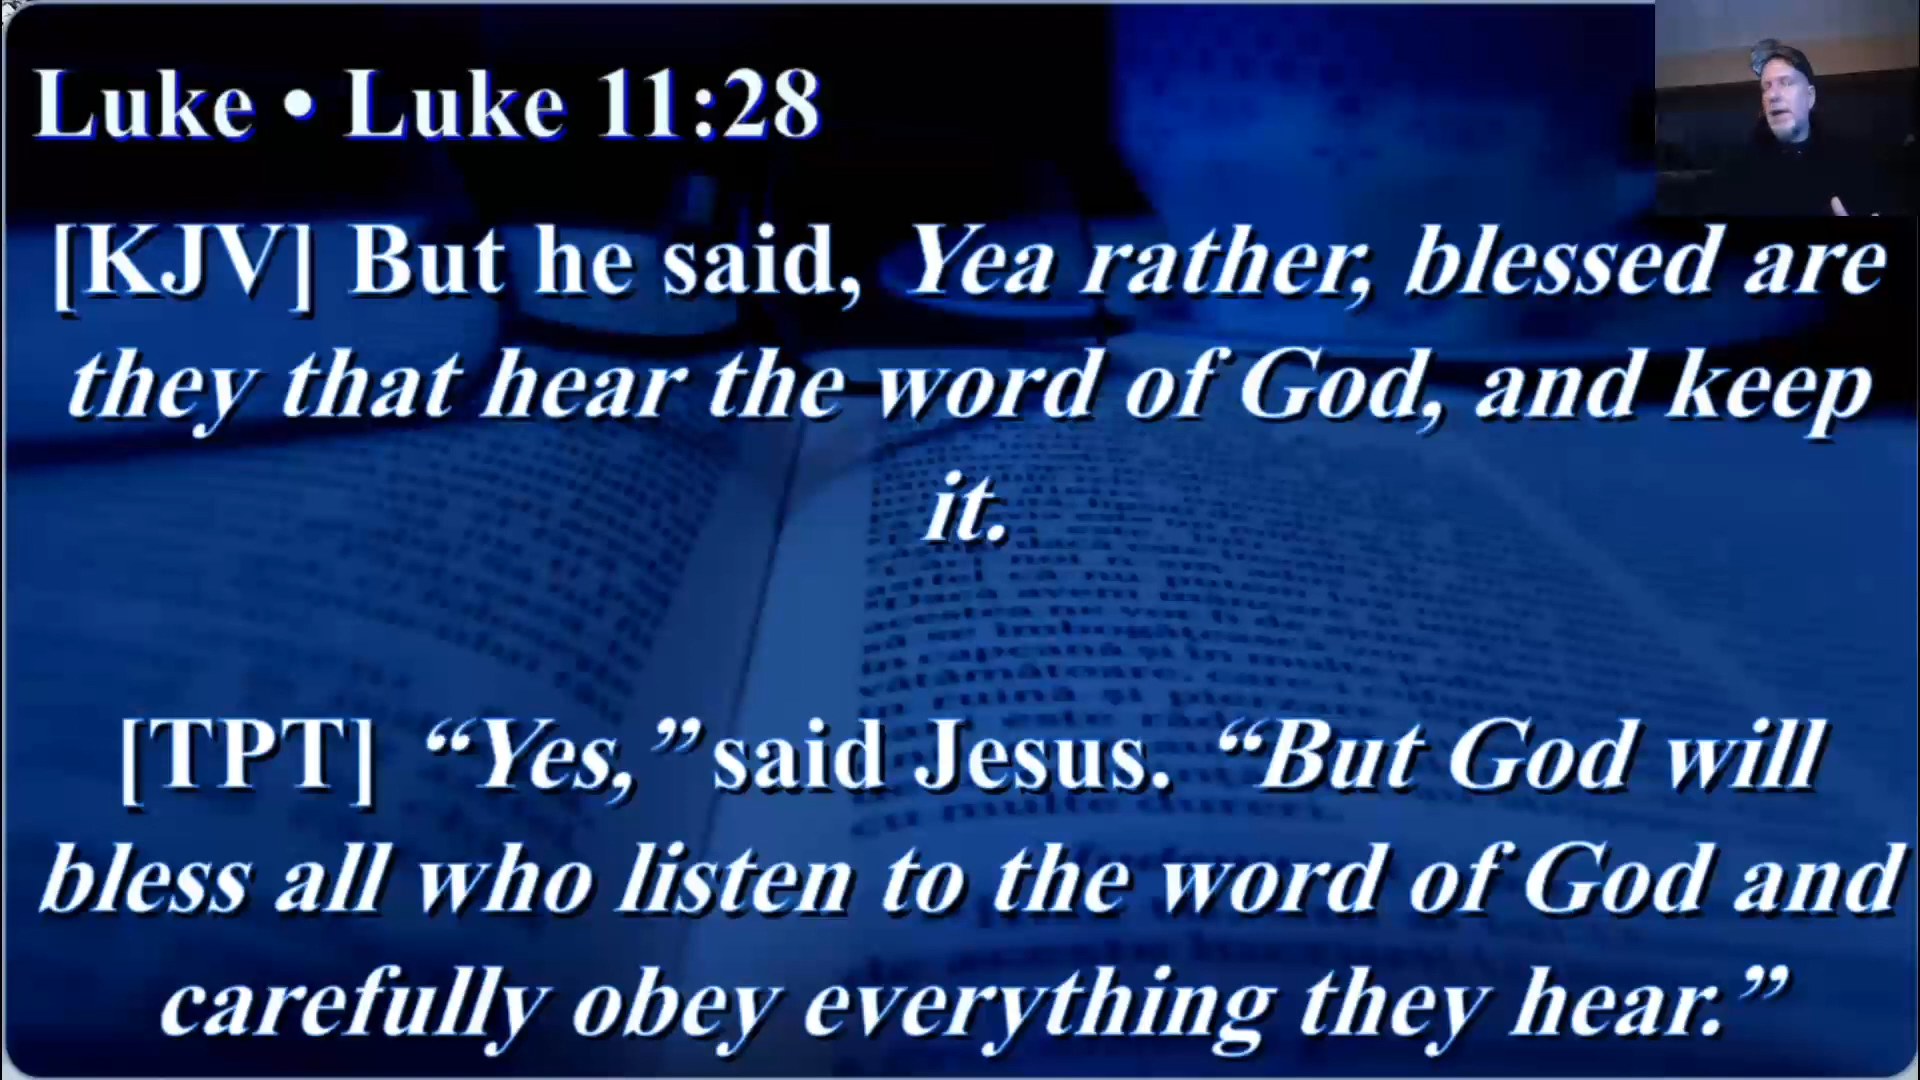 Luke • Luke 11:28
[KJV] But he said, Yea rather, blessed are
they that hear the word of God, and keep
it.
[TPT] “Yes,” said Jesus. “But God will
bless all who listen to the word of God and
carefully obey everything they hear.”